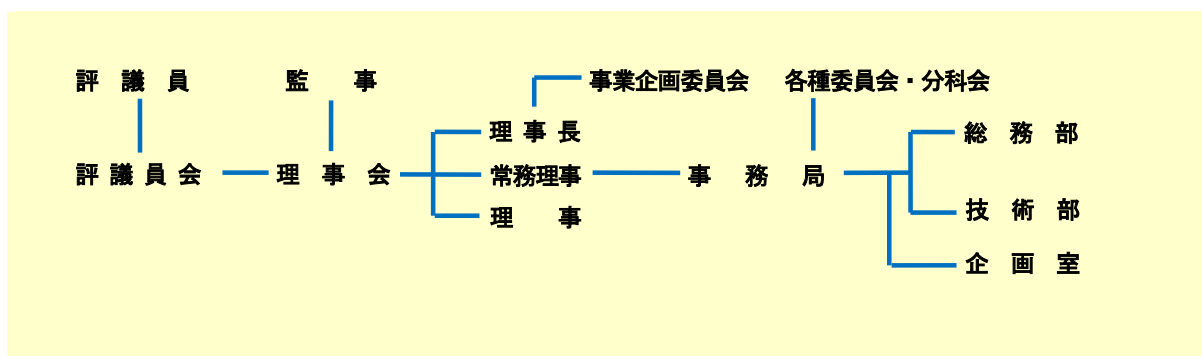 評議員 監事 事業企画委員会 各種委員会・分科会
理事長 総務部
評議員会 理事会 常務理事 事務局
理事 技術部
企画室